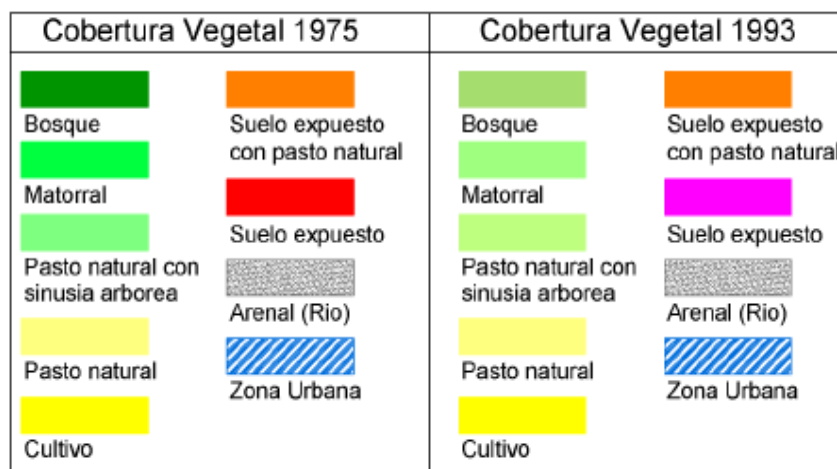 Cobertura Vegetal 1975
Bosque
Matorral
Pasto natural con
sinusia arborea
Pasto natural
Cultivo
Suelo expuesto
con pasto natural
Suelo expuesto
Arenal (Rio)
Zona Urbana
Cobertura Vegetal 1993
Bosque
Matorral
Pasto natural con
sinusia arborea
Pasto natural
Cultivo
Suelo expuesto
con pasto natural
Suelo expuesto
Arenal (Rio)
Zona Urbana